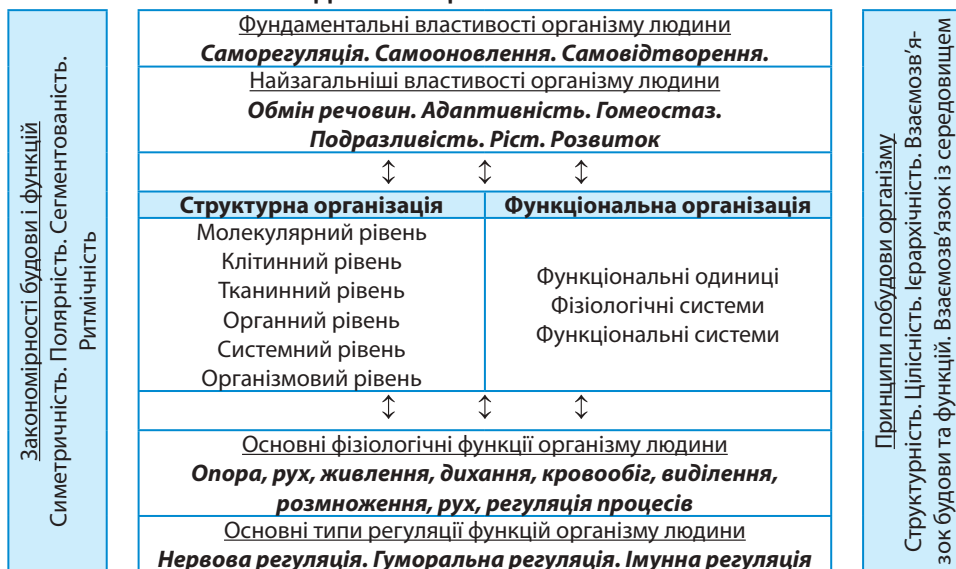 Закономірності будови і функцій
Симетричність. Полярність. Сегментованість.
Ритмічність
Фундаментальні властивості організму людини
Саморегуляція. Самооновлення. Самовідтворення.
Найзагальніші властивості організму людини
Обмін речовин. Адаптивність. Гомеостаз.
Подразливість. Ріст. Розвиток
↕ ↕ ↕
Структурна організація
Молекулярний рівень
Клітинний рівень
Тканинний рівень
Органний рівень
Системний рівень
Організмовий рівень
Функціональна організація
Функціональні одиниці
Фізіологічні системи
Функціональні системи
↕ ↕ ↕
Основні фізіологічні функції організму людини
Опора, рух, живлення, дихання, кровообіг, виділення,
розмноження, рух, регуляція процесів
Основні типи регуляції функцій організму людини
Нервова регуляція. Гуморальна регуляція. Імунна регуляція
Принципи побудови організму
Структурність. Цілісність. Ієрархічність. Взаємозв'я-
зок будови та функцій. Взаємозв'язок із середовищем